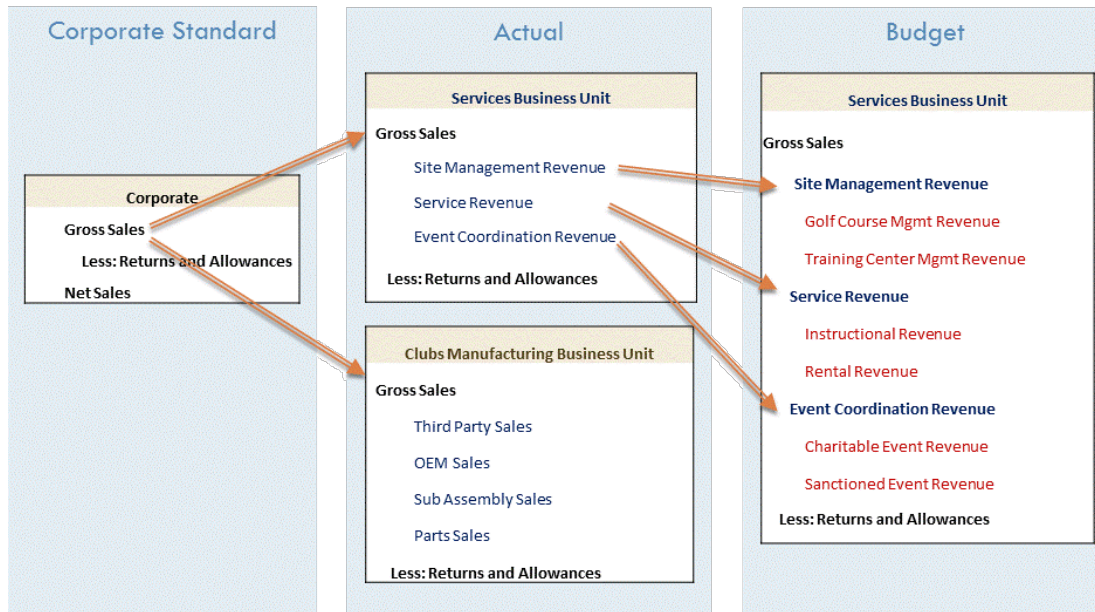 Corporate Standard
Corporate
Gross Sales
Less: Returns and Allowances
Net Sales
Actual
Services Business Unit
Gross Sales
Site Management Revenue
Service Revenue
Event Coordination Revenue
Less: Returns and Allowances
Clubs Manufacturing Business Unit
Gross Sales
Third Party Sales
OEM Sales
Sub Assembly Sales
Parts Sales
Less: Returns and Allowances
Budget
Services Business Unit
Gross Sales
Site Management Revenue
Golf Course Mgmt Revenue
Training Center Mgmt Revenue
Service Revenue
Instructional Revenue
Rental Revenue
Event Coordination Revenue
Charitable Event Revenue
Sanctioned Event Revenue
Less: Returns and Allowances